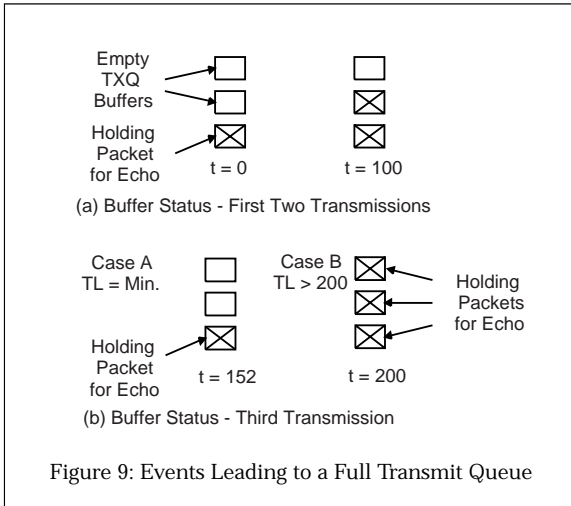 Empty
TXQ
Buffers
Holding
Packet
for Echo
t = 0
t = 100
(a) Buffer Status - First Two Transmissions
Case A
TL = Min.
Case B
TL > 200
Holding
Packets
for Echo
Holding
Packet
for Echo
t = 152
t = 200
(b) Buffer Status - Third Transmission
Figure 9: Events Leading to a Full Transmit Queue